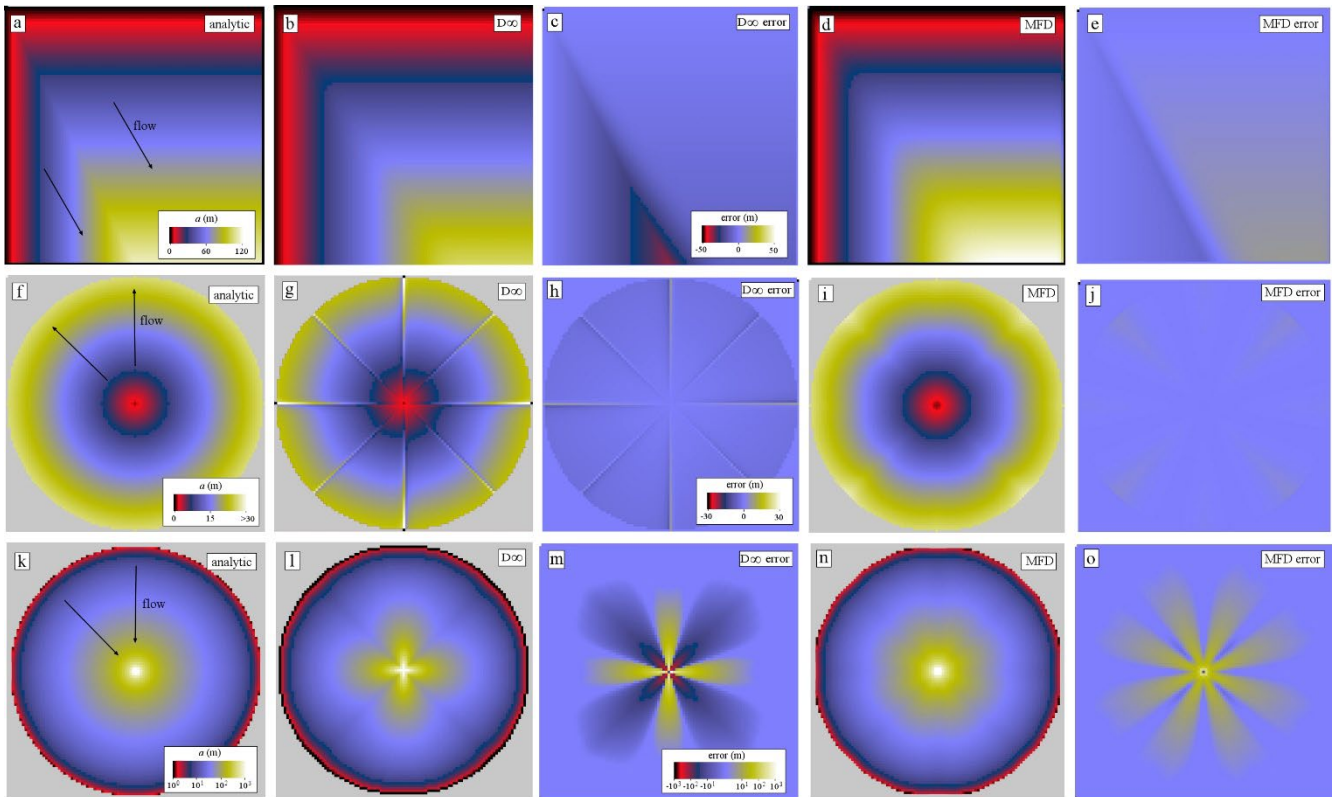 a
analytic
flow
a (m)
0 60 120
b
D∞
c
D∞ error
error (m)
-50 0 50
d
MFD
e
MFD error
f
analytic
flow
a (m)
0 15 >30
g
D∞
h
D∞ error
error (m)
-30 0 30
i
MFD
j
MFD error
k
analytic
flow
a (m)
10⁰ 10¹ 10² 10³
l
D∞
m
D∞ error
error (m)
-10³ -10² -10¹ 10¹ 10² 10³
n
MFD
o
MFD error